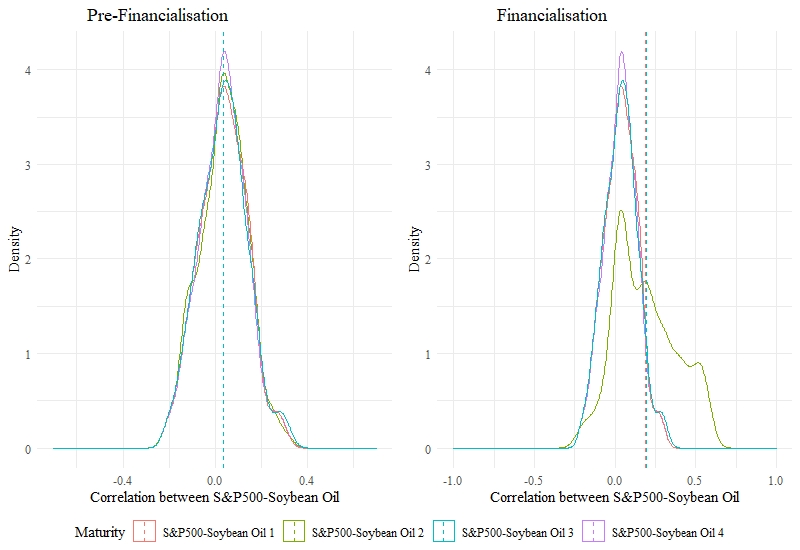 Pre-Financialisation
Financialisation
Density
4
3
2
1
0
-0.4
0.0
0.4
Correlation between S&P500-Soybean Oil
Density
4
3
2
1
0
-1.0
-0.5
0.0
0.5
1.0
Correlation between S&P500-Soybean Oil
Maturity
S&P500-Soybean Oil 1
S&P500-Soybean Oil 2
S&P500-Soybean Oil 3
S&P500-Soybean Oil 4